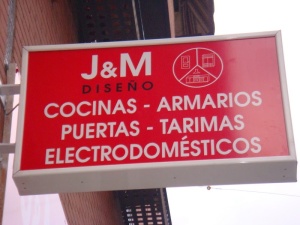 J&M
DISEÑO
COCINAS - ARMARIOS
PUERTAS - TARIMAS
ELECTRODOMÉSTICOS